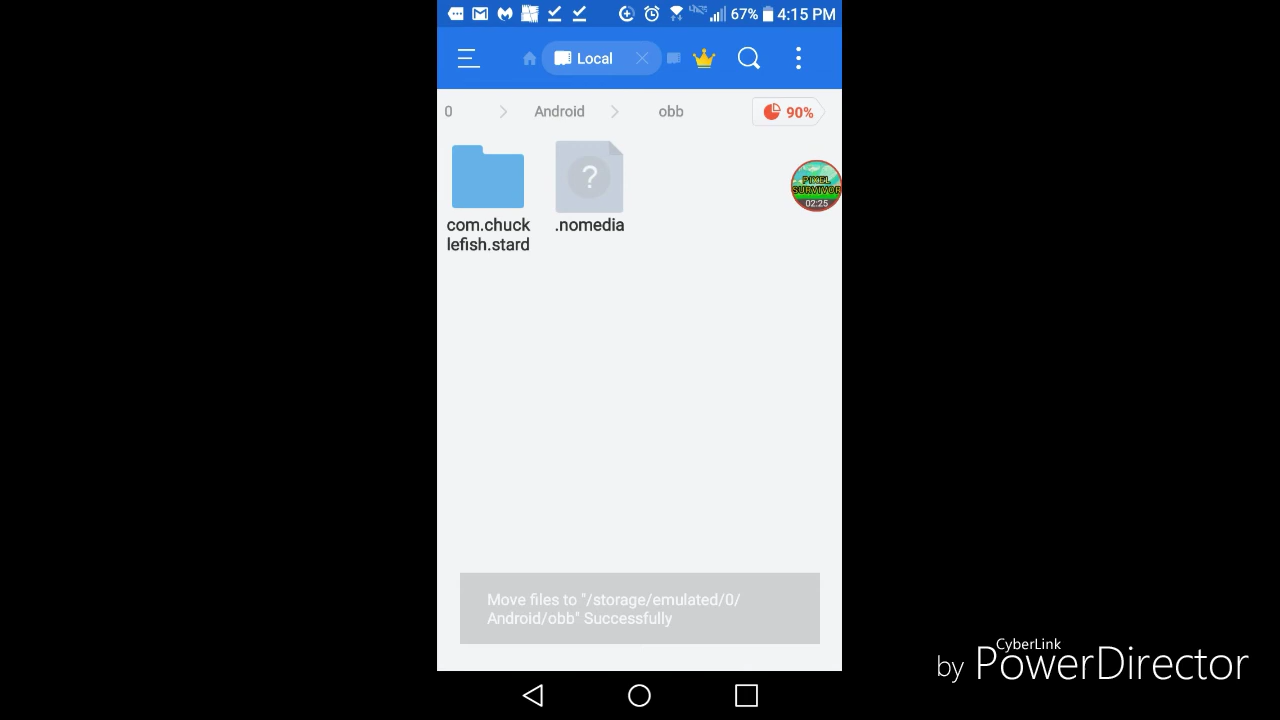 67% 4:15 PM
Local
0 Android obb 90%
com.chuck
lefish.stard
.nomedia
PIXEL
SURVIVOR
02:25
Move files to "/storage/emulated/0/
Android/obb" Successfully
CyberLink
by PowerDirector